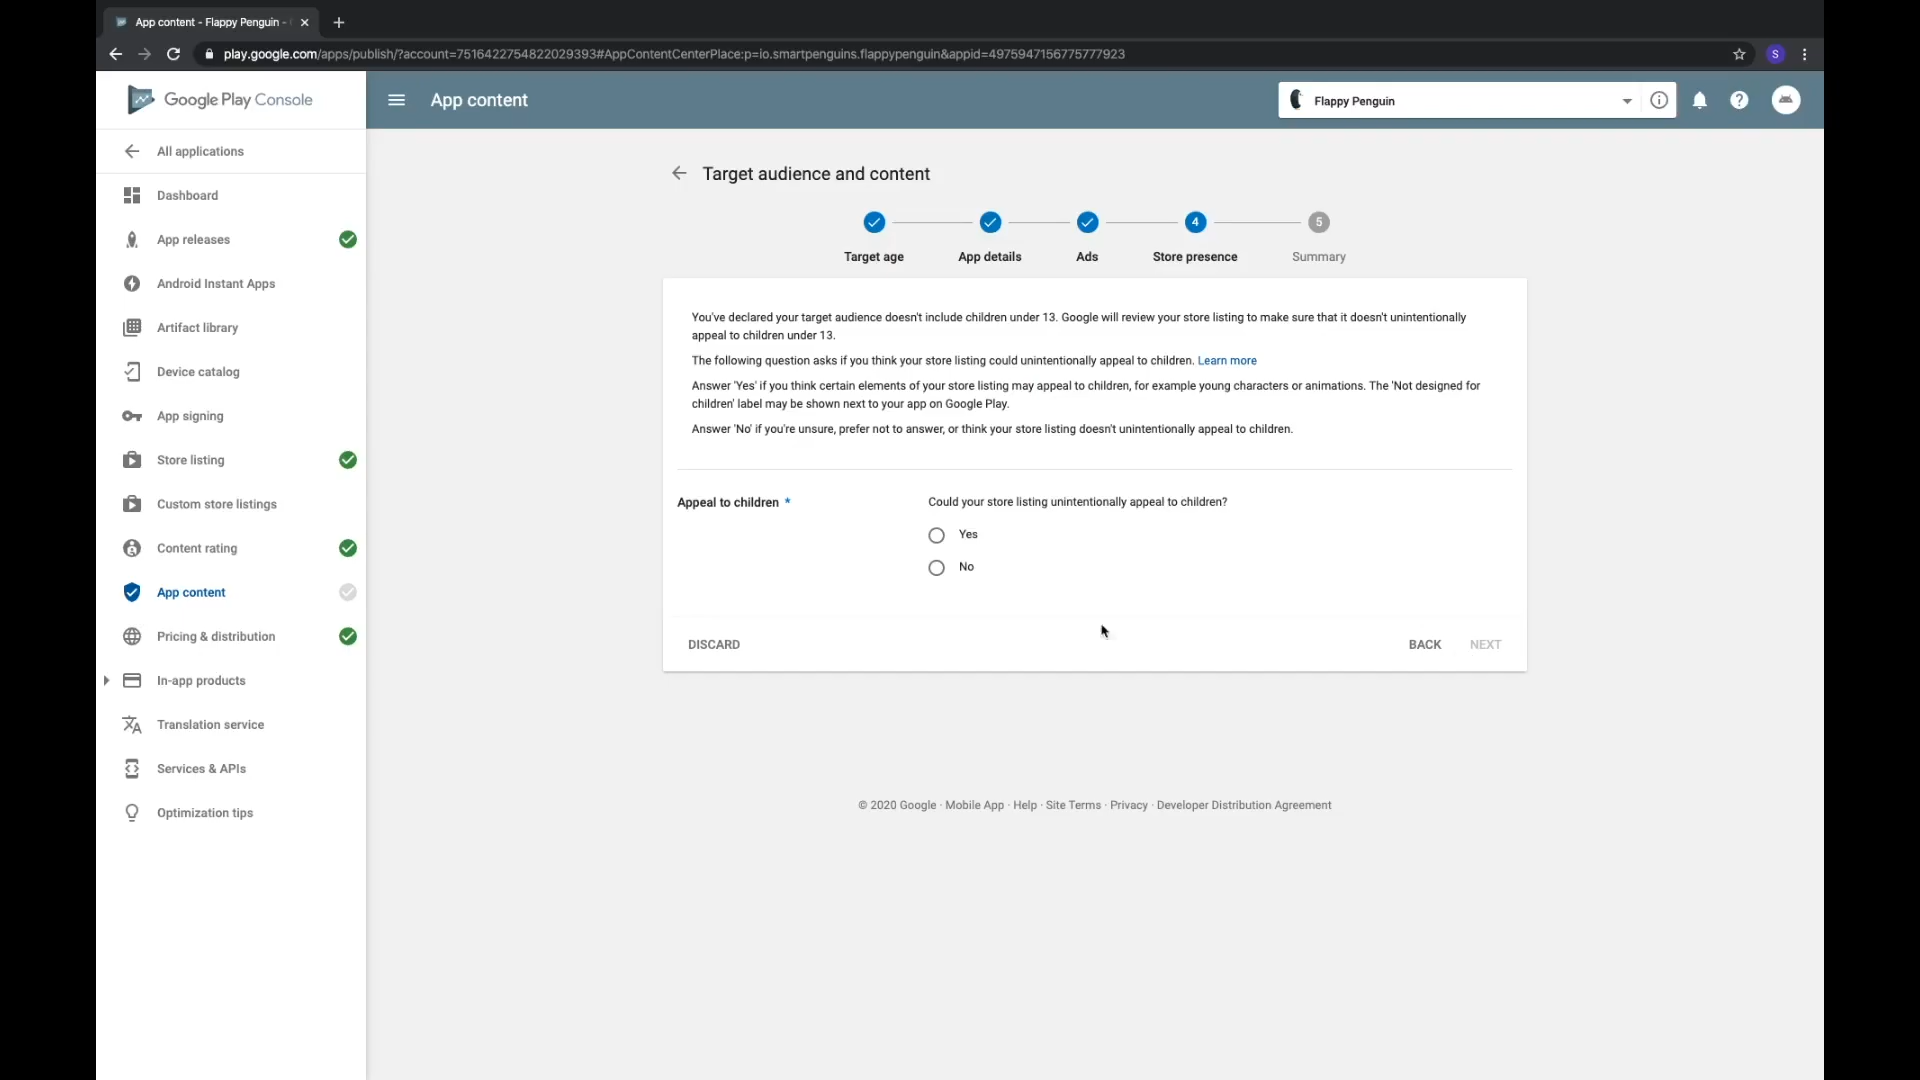 App content - Flappy Penguin -
play.google.com/apps/publish/?account=7516422754822029393#AppContentCenterPlace:p=io.smartpenguins.flappypenguin&appid=4975947156775777923
S
Google Play Console
App content
Flappy Penguin
All applications
Dashboard
App releases
Android Instant Apps
Artifact library
Device catalog
App signing
Store listing
Custom store listings
Content rating
App content
Pricing & distribution
In-app products
Translation service
Services & APIs
Optimization tips
Target audience and content
4
5
Target age
App details
Ads
Store presence
Summary
You've declared your target audience doesn't include children under 13. Google will review your store listing to make sure that it doesn't unintentionally
appeal to children under 13.
The following question asks if you think your store listing could unintentionally appeal to children. Learn more
Answer 'Yes' if you think certain elements of your store listing may appeal to children, for example young characters or animations. The 'Not designed for
children' label may be shown next to your app on Google Play.
Answer 'No' if you're unsure, prefer not to answer, or think your store listing doesn't unintentionally appeal to children.
Appeal to children *
Could your store listing unintentionally appeal to children?
Yes
No
DISCARD
BACK
NEXT
© 2020 Google · Mobile App · Help · Site Terms · Privacy · Developer Distribution Agreement